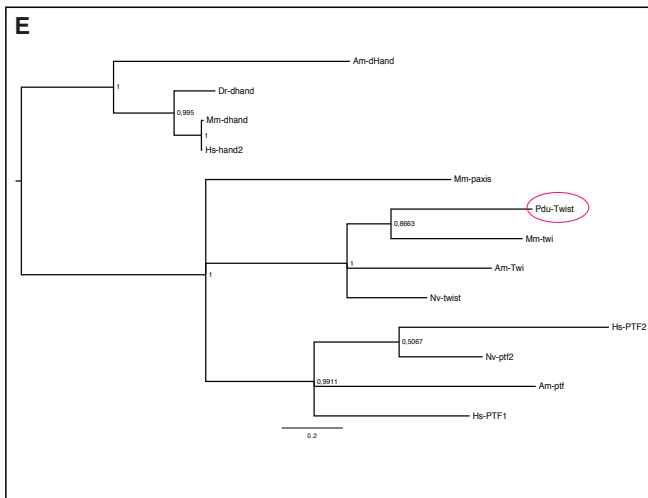 E
Am-dHand
1
Dr-dhand
0,995
Mm-dhand
1
Hs-hand2
Mm-paxis
Pdu-Twist
0,8663
Mm-twi
1
1
Am-Twi
Nv-twist
Hs-PTF2
0,5067
Nv-ptf2
0,9911
Am-ptf
Hs-PTF1
0.2